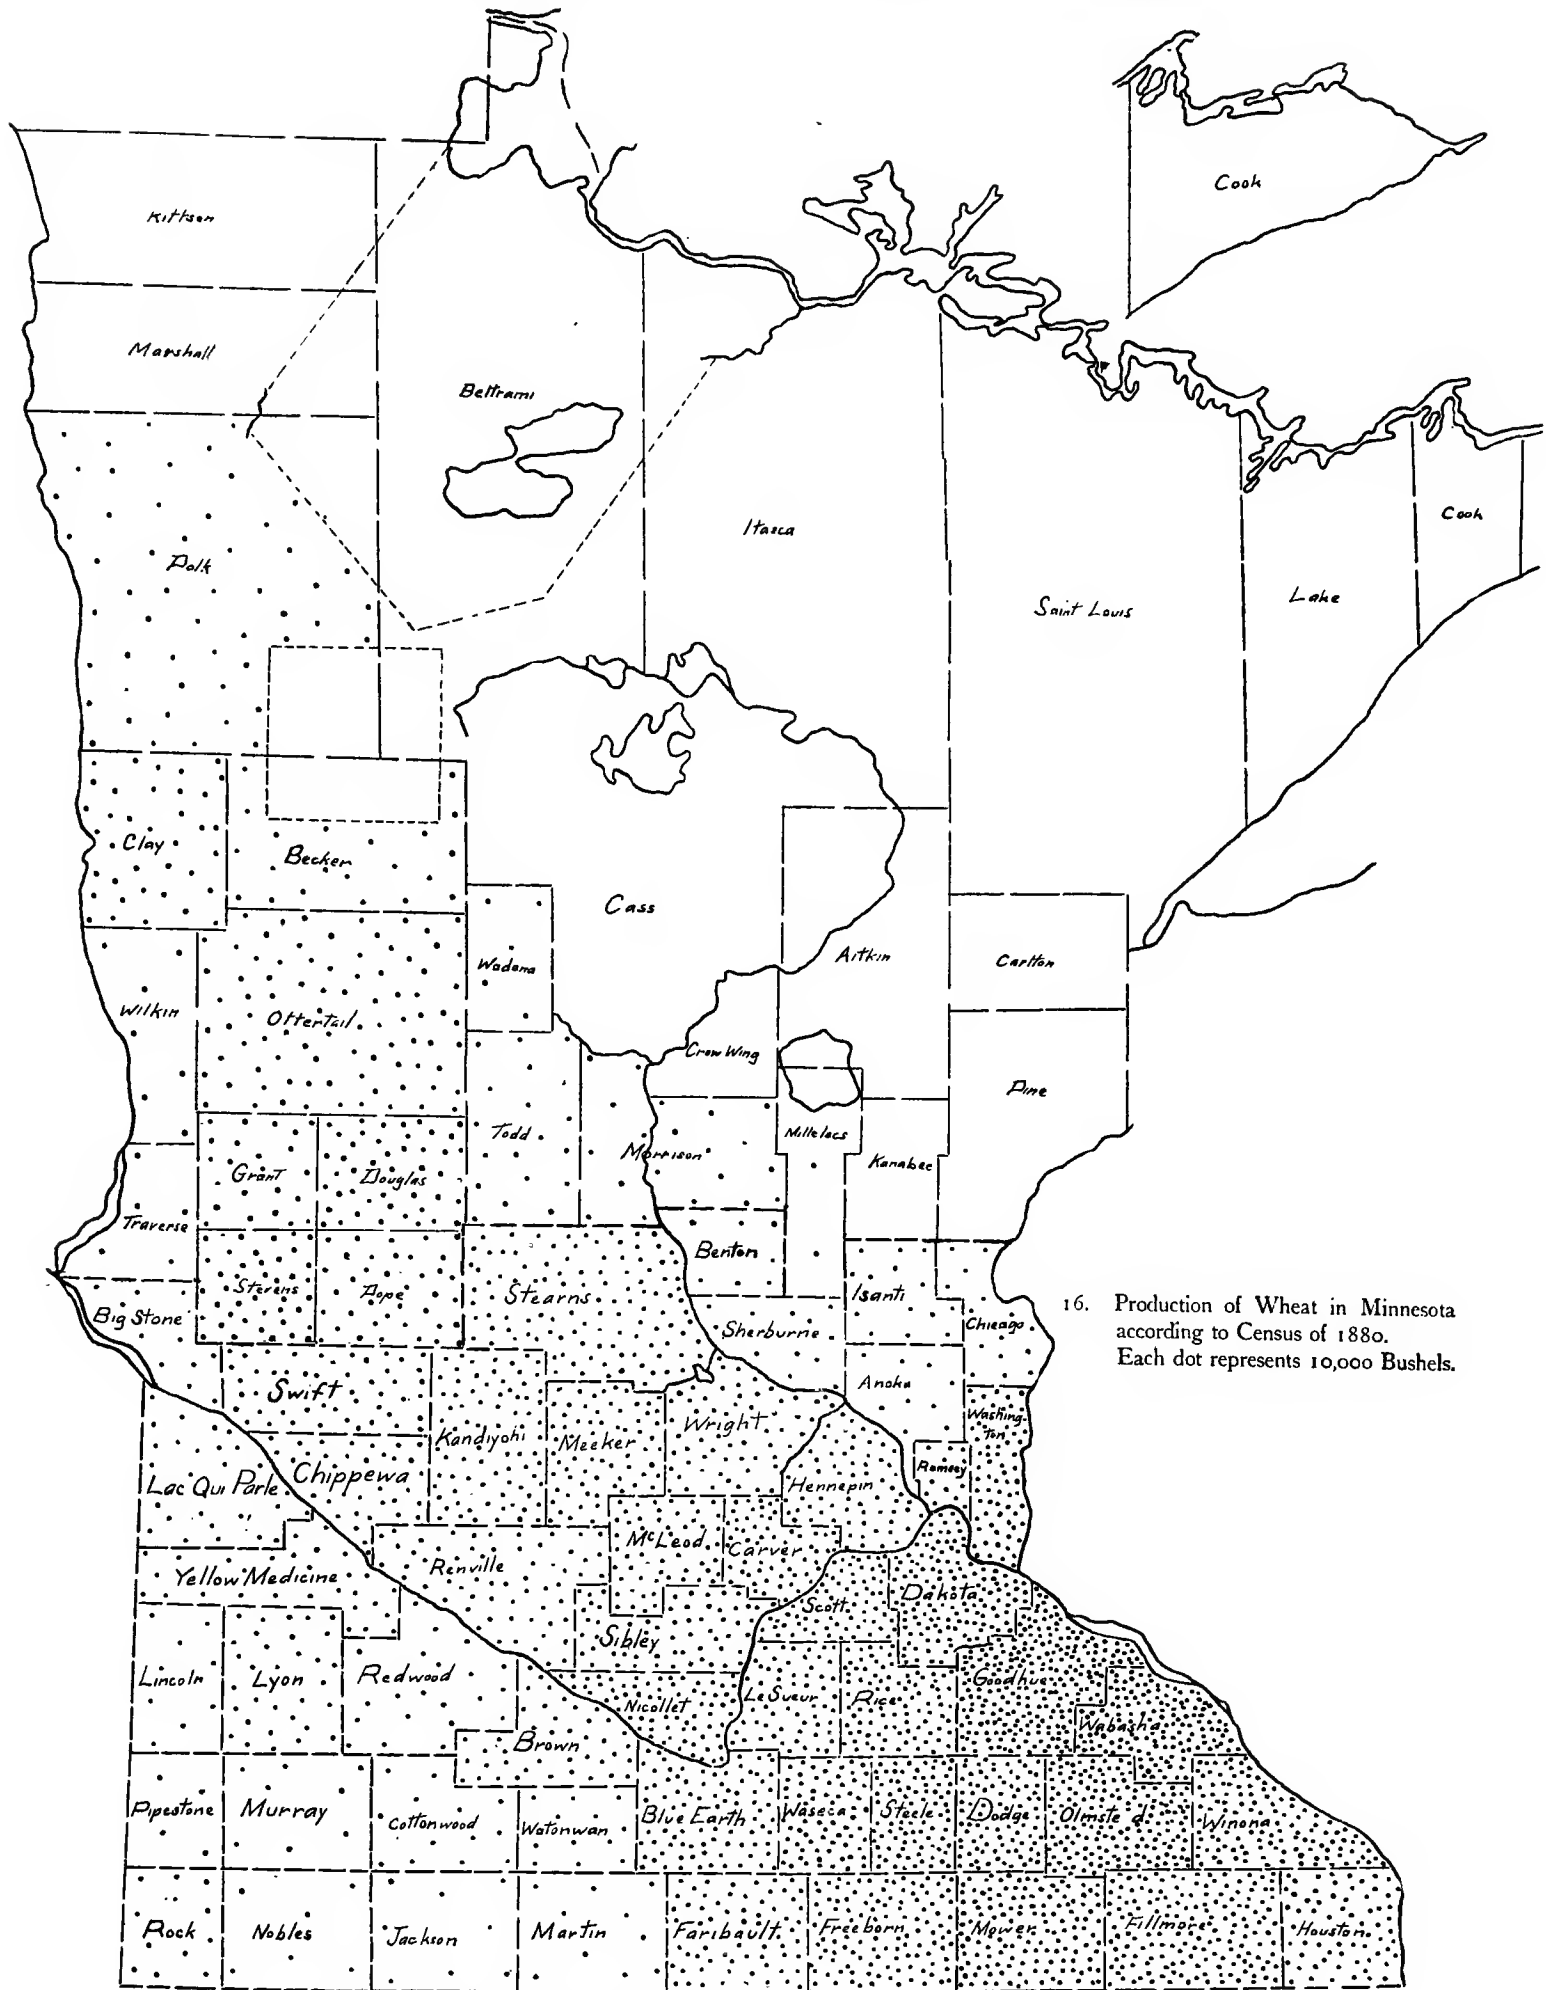 Cook
Kittson
Marshall
Beltrami
Itasca
Cook
Polk
Lake
Saint Louis
Clay
Becker
Cass
Wadena
Aitkin
Carlton
Wilkin
Ottertail
Crow Wing
Pine
Todd
Morrison
Mille lacs
Kanabec
Grant
Douglas
Traverse
Benton
Stevens
Pope
Stearns
Isanti
Big Stone
Sherburne
Chicago
16. Production of Wheat in Minnesota
according to Census of 1880.
Each dot represents 10,000 Bushels.
Swift
Anoka
Kandiyohi
Meeker
Wright
Washing-
ton
Ramsey
Lac Qui Parle
Chippewa
Hennepin
McLeod
Carver
Yellow Medicine
Renville
Scott
Dakota
Sibley
Lincoln
Lyon
Redwood
Nicollet
Le Sueur
Rice
Goodhue
Wabasha
Brown
Pipestone
Murray
Cottonwood
Watonwan
Blue Earth
Waseca
Steele
Dodge
Olmste d
Winona
Rock
Nobles
Jackson
Martin
Faribault
Freeborn
Mower
Fillmore
Houston